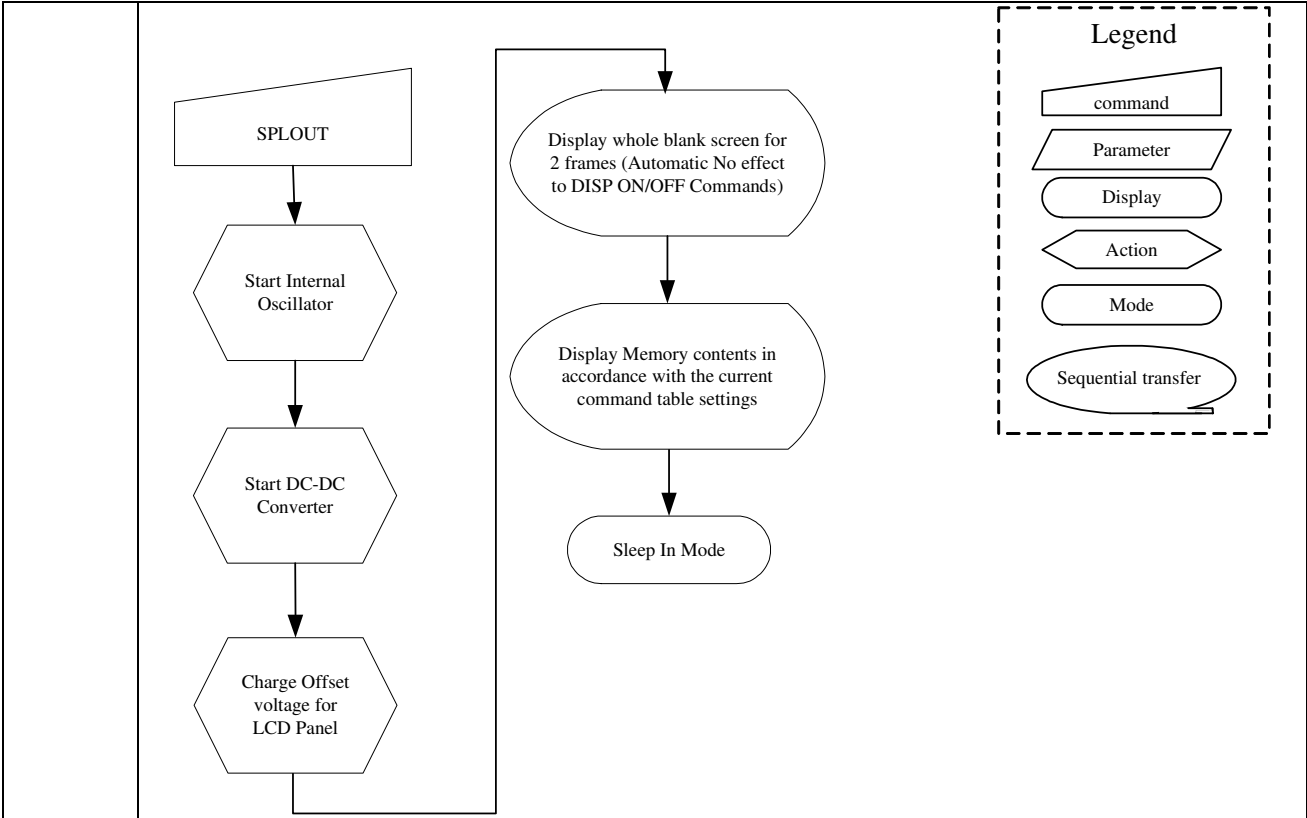 SPLOUT
Start Internal
Oscillator
Start DC-DC
Converter
Charge Offset
voltage for
LCD Panel
Display whole blank screen for
2 frames (Automatic No effect
to DISP ON/OFF Commands)
Display Memory contents in
accordance with the current
command table settings
Sleep In Mode
Legend
command
Parameter
Display
Action
Mode
Sequential transfer